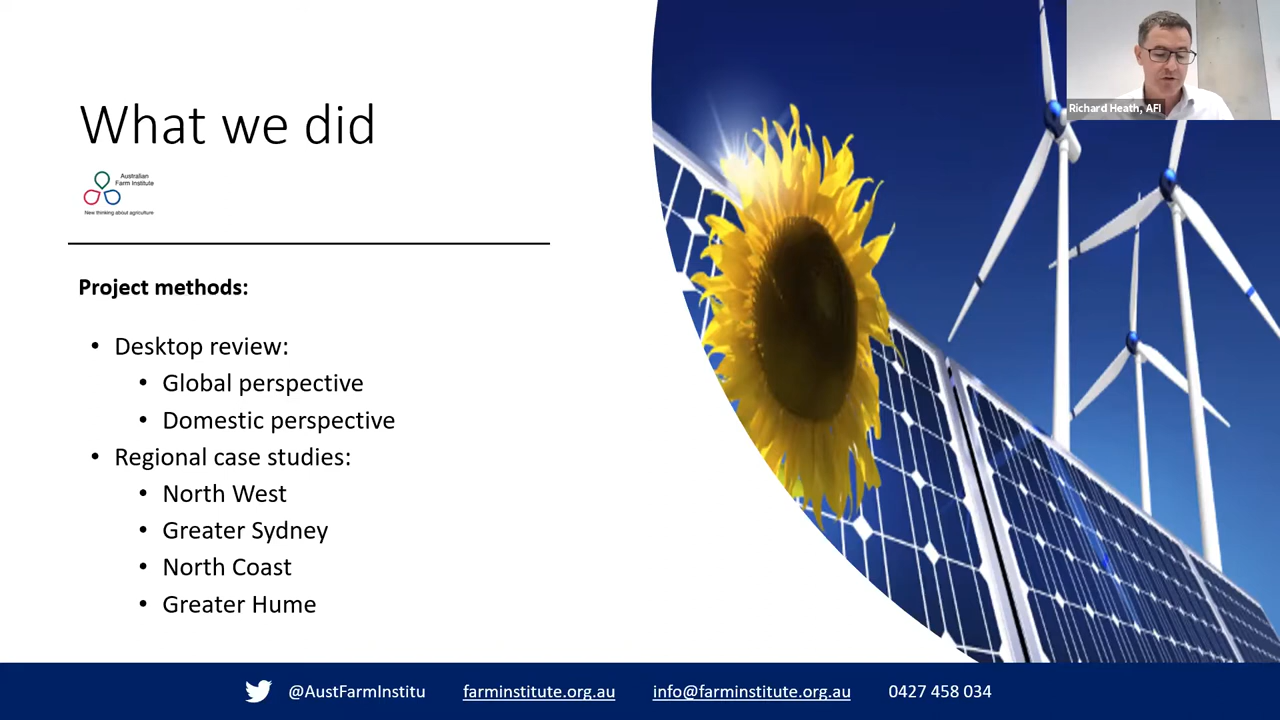 What we did
Australian
Farm Institute
New thinking about agriculture
Project methods:
• Desktop review:
• Global perspective
• Domestic perspective
• Regional case studies:
• North West
• Greater Sydney
• North Coast
• Greater Hume
Richard Heath, AFI
@AustFarmInstitu farminstitute.org.au info@farminstitute.org.au 0427 458 034